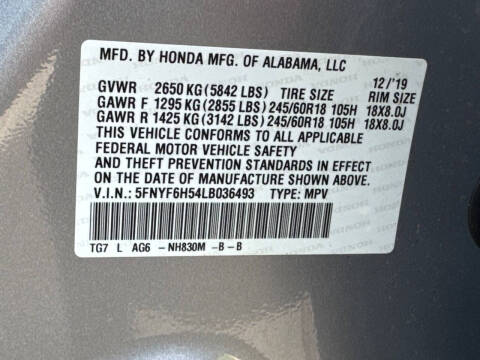 MFD. BY HONDA MFG. OF ALABAMA, LLC
12/'19
GVWR 2650 KG (5842 LBS) TIRE SIZE RIM SIZE
GAWR F 1295 KG (2855 LBS) 245/60R18 105H 18X8.0J
GAWR R 1425 KG (3142 LBS) 245/60R18 105H 18X8.0J
THIS VEHICLE CONFORMS TO ALL APPLICABLE
FEDERAL MOTOR VEHICLE SAFETY
AND THEFT PREVENTION STANDARDS IN EFFECT
ON THE DATE OF MANUFACTURE SHOWN ABOVE.
V.I.N.: 5FNYF6H54LB036493 TYPE: MPV
TG7 L AG6 -NH830M -B -B